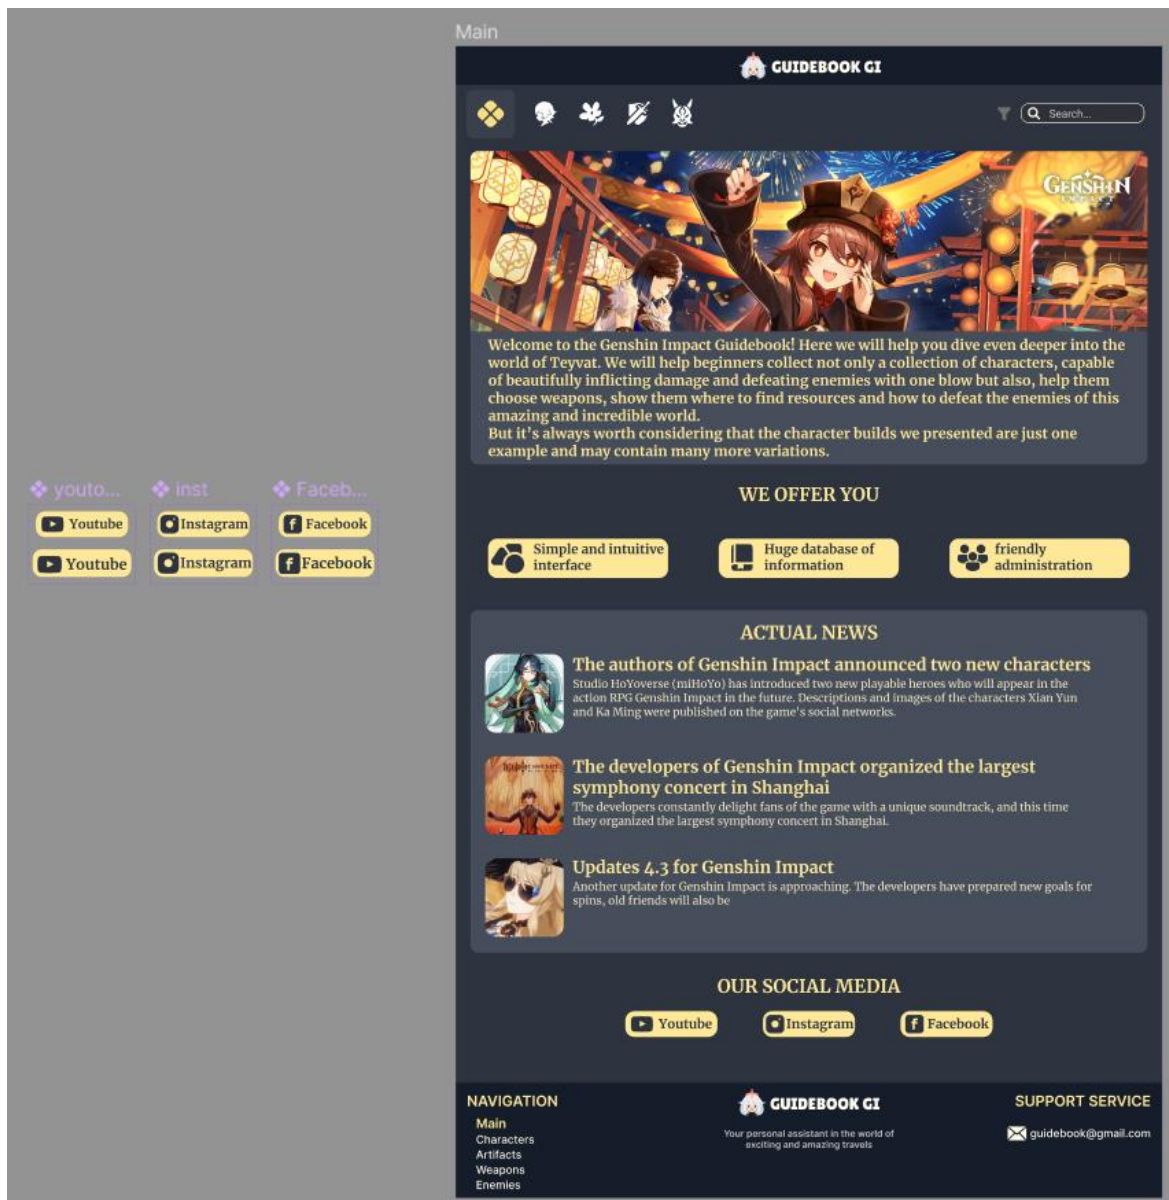 Main
GUIDEBOOK GI
Search...
GENSHIN
IMPACT
Welcome to the Genshin Impact Guidebook! Here we will help you dive even deeper into the
world of Teyvat. We will help beginners collect not only a collection of characters, capable
of beautifully inflicting damage and defeating enemies with one blow but also, help them
choose weapons, show them where to find resources and how to defeat the enemies of this
amazing and incredible world.
But it's always worth considering that the character builds we presented are just one
example and may contain many more variations.
youto...
inst
Faceb...
Youtube
Instagram
Facebook
Youtube
Instagram
Facebook
WE OFFER YOU
Simple and intuitive
interface
Huge database of
information
friendly
administration
ACTUAL NEWS
The authors of Genshin Impact announced two new characters
Studio HoYoverse (miHoYo) has introduced two new playable heroes who will appear in the
action RPG Genshin Impact in the future. Descriptions and images of the characters Xian Yun
and Ka Ming were published on the game's social networks.
The developers of Genshin Impact organized the largest
symphony concert in Shanghai
The developers constantly delight fans of the game with a unique soundtrack, and this time
they organized the largest symphony concert in Shanghai.
Updates 4.3 for Genshin Impact
Another update for Genshin Impact is approaching. The developers have prepared new goals for
spins, old friends will also be
OUR SOCIAL MEDIA
Youtube
Instagram
Facebook
NAVIGATION
Main
Characters
Artifacts
Weapons
Enemies
GUIDEBOOK GI
Your personal assistant in the world of
exciting and amazing travels
SUPPORT SERVICE
guidebook@gmail.com